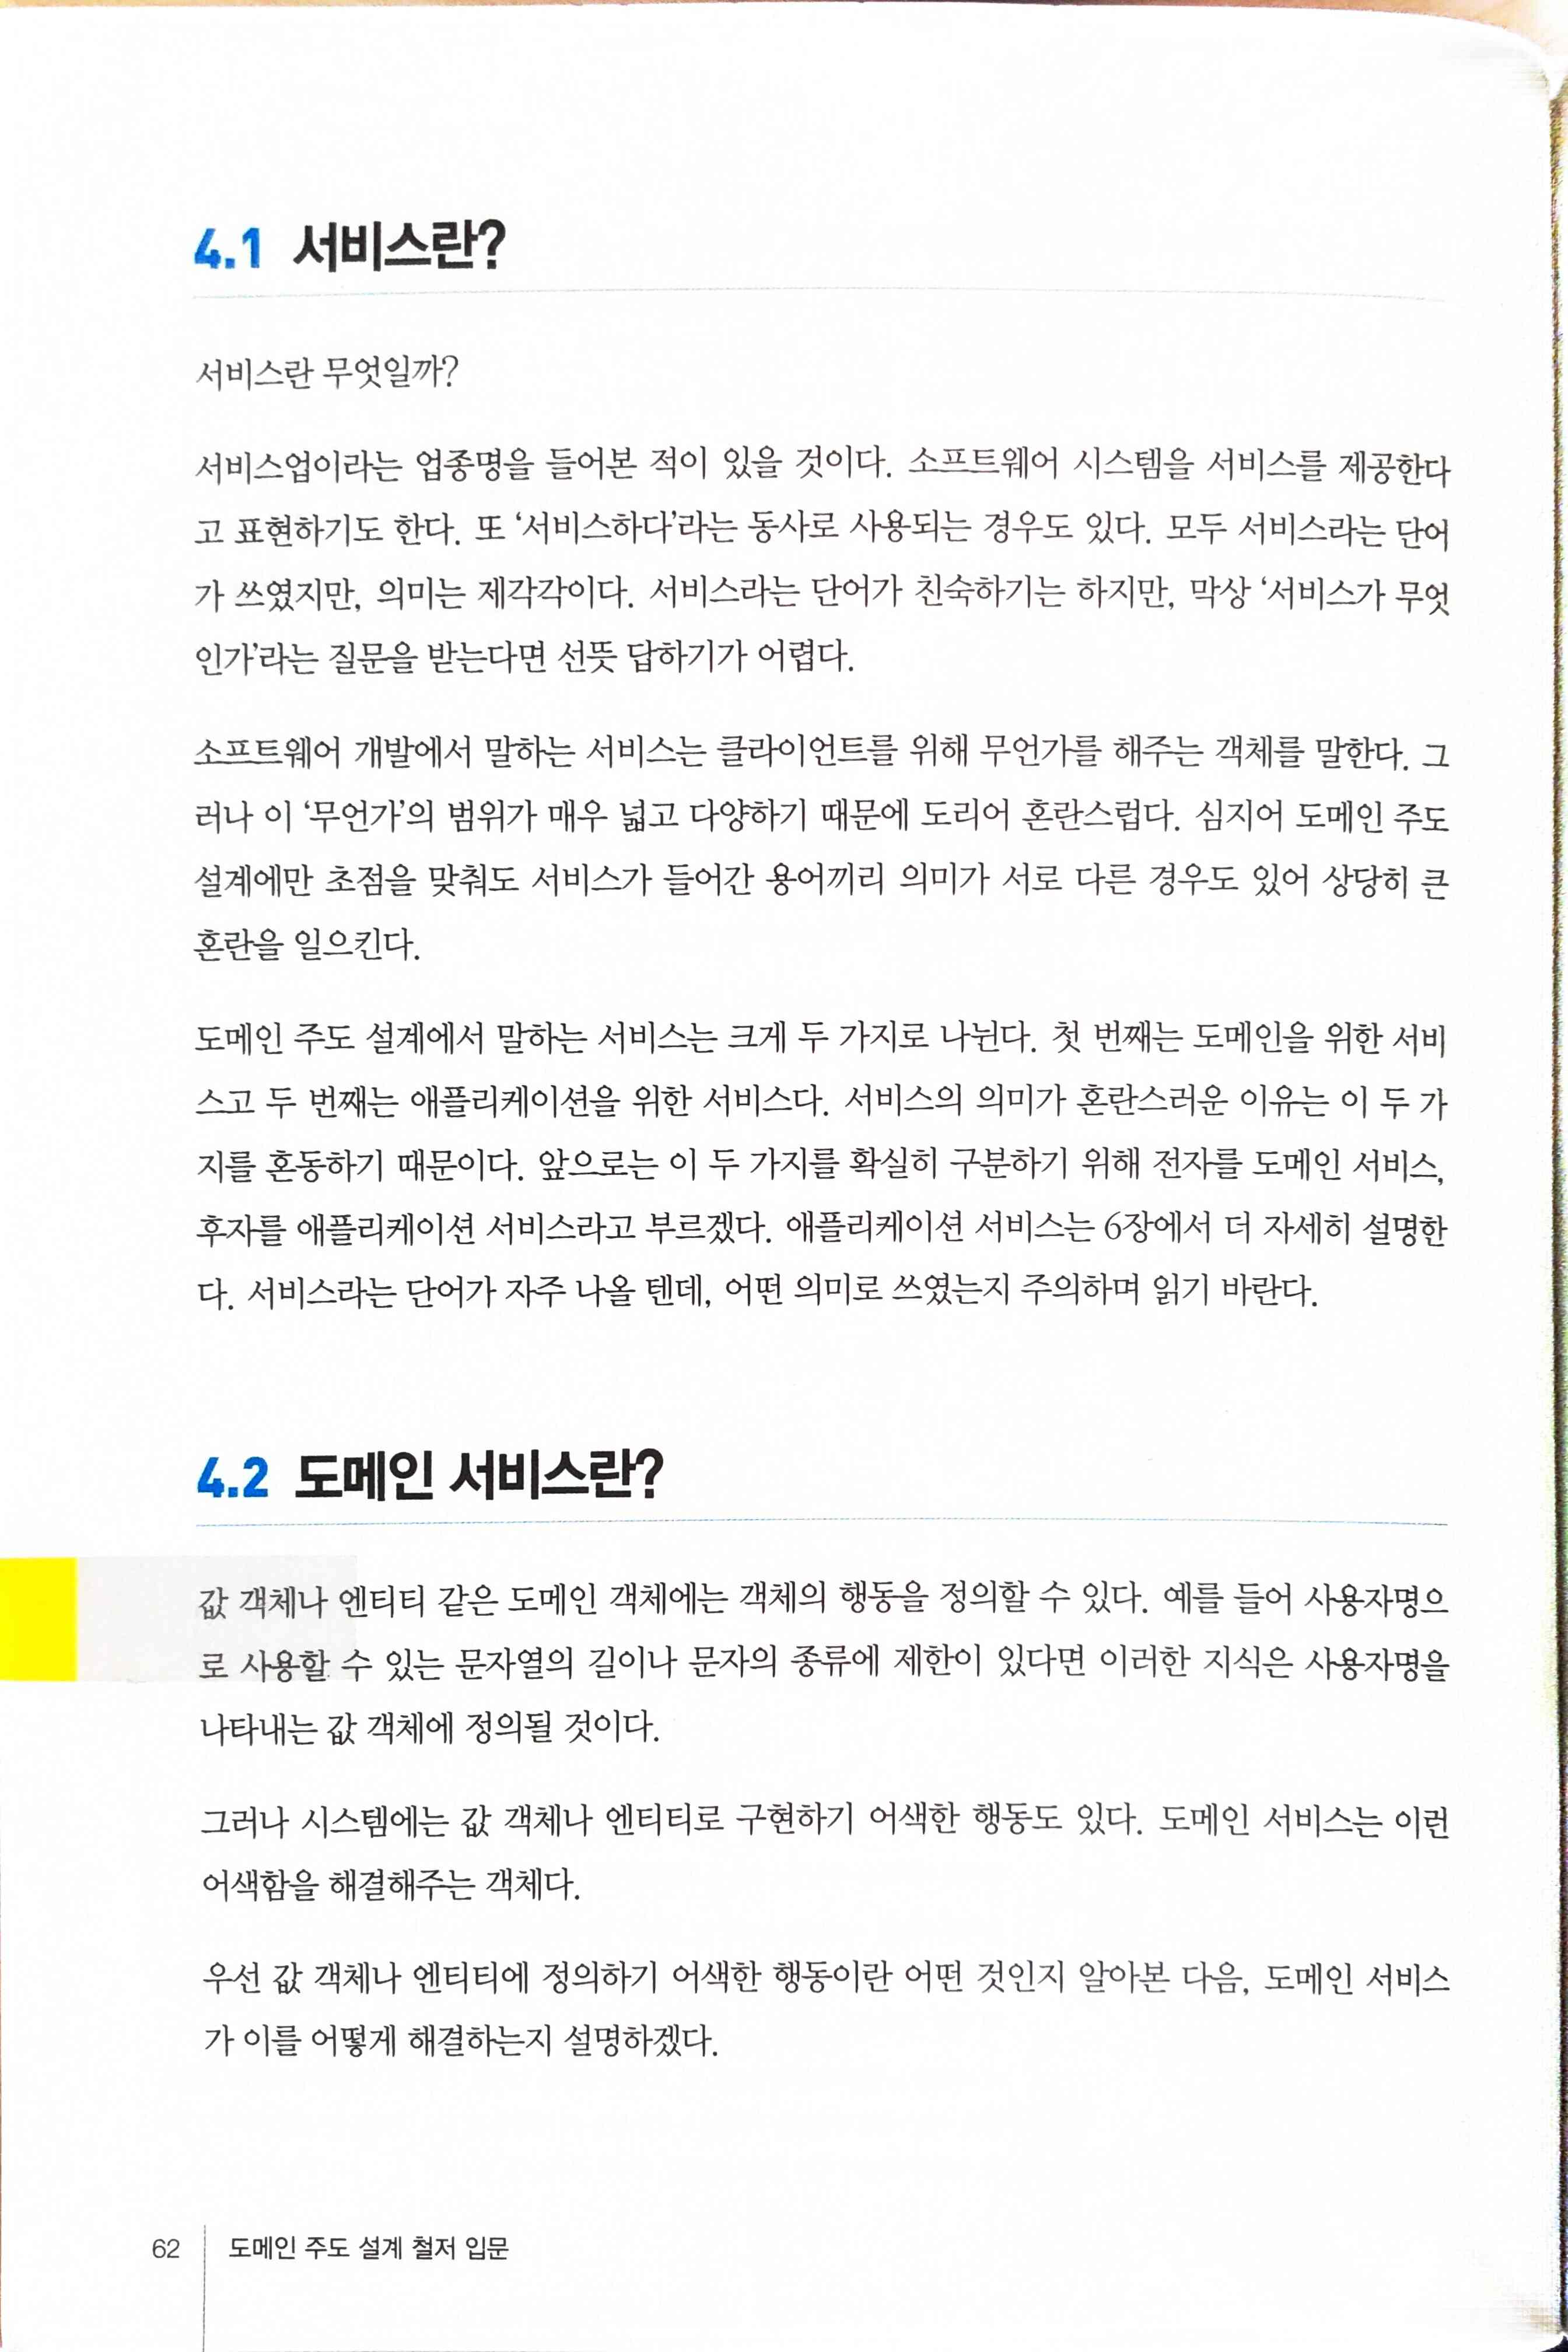 4.1 서비스란?
서비스란 무엇일까?
서비스업이라는 업종명을 들어본 적이 있을 것이다. 소프트웨어 시스템을 서비스를 제공한다
고 표현하기도 한다. 또 ‘서비스하다’라는 동사로 사용되는 경우도 있다. 모두 서비스라는 단어
가 쓰였지만, 의미는 제각각이다. 서비스라는 단어가 친숙하기는 하지만, 막상 ‘서비스가 무엇
인가’라는 질문을 받는다면 선뜻 답하기가 어렵다.
소프트웨어 개발에서 말하는 서비스는 클라이언트를 위해 무언가를 해주는 객체를 말한다. 그
러나 이 ‘무언가’의 범위가 매우 넓고 다양하기 때문에 도리어 혼란스럽다. 심지어 도메인 주도
설계에만 초점을 맞춰도 서비스가 들어간 용어끼리 의미가 서로 다른 경우도 있어 상당히 큰
혼란을 일으킨다.
도메인 주도 설계에서 말하는 서비스는 크게 두 가지로 나뉜다. 첫 번째는 도메인을 위한 서비
스고 두 번째는 애플리케이션을 위한 서비스다. 서비스의 의미가 혼란스러운 이유는 이 두 가
지를 혼동하기 때문이다. 앞으로는 이 두 가지를 확실히 구분하기 위해 전자를 도메인 서비스,
후자를 애플리케이션 서비스라고 부르겠다. 애플리케이션 서비스는 6장에서 더 자세히 설명한
다. 서비스라는 단어가 자주 나올 텐데, 어떤 의미로 쓰였는지 주의하며 읽기 바란다.
4.2 도메인 서비스란?
값 객체나 엔티티 같은 도메인 객체에는 객체의 행동을 정의할 수 있다. 예를 들어 사용자명으
로 사용할 수 있는 문자열의 길이나 문자의 종류에 제한이 있다면 이러한 지식은 사용자명을
나타내는 값 객체에 정의될 것이다.
그러나 시스템에는 값 객체나 엔티티로 구현하기 어색한 행동도 있다. 도메인 서비스는 이런
어색함을 해결해주는 객체다.
우선 값 객체나 엔티티에 정의하기 어색한 행동이란 어떤 것인지 알아본 다음, 도메인 서비스
가 이를 어떻게 해결하는지 설명하겠다.
62 도메인 주도 설계 철저 입문